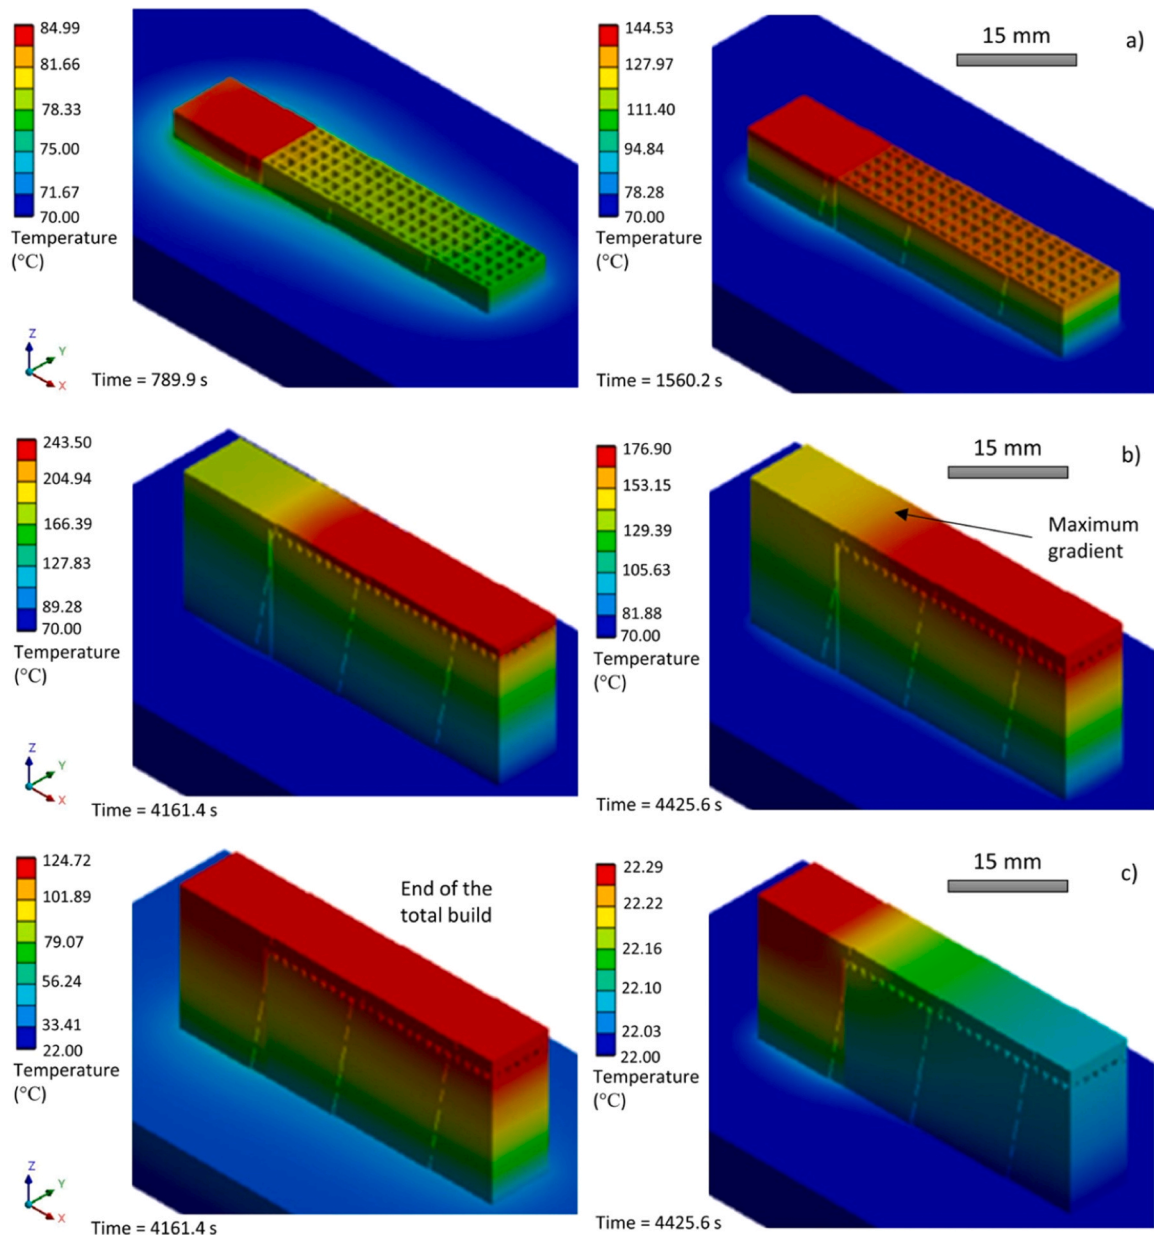 84.99
81.66
78.33
75.00
71.67
70.00
Temperature
(°C)
Z
Y
X
Time = 789.9 s
144.53
127.97
111.40
94.84
78.28
70.00
Temperature
(°C)
15 mm
a)
Time = 1560.2 s
243.50
204.94
166.39
127.83
89.28
70.00
Temperature
(°C)
Z
Y
X
Time = 4161.4 s
176.90
153.15
129.39
105.63
81.88
70.00
Temperature
(°C)
15 mm
b)
Maximum
gradient
Time = 4425.6 s
124.72
101.89
79.07
56.24
33.41
22.00
Temperature
(°C)
End of the
total build
Z
Y
X
Time = 4161.4 s
22.29
22.22
22.16
22.10
22.03
22.00
Temperature
(°C)
15 mm
c)
Time = 4425.6 s